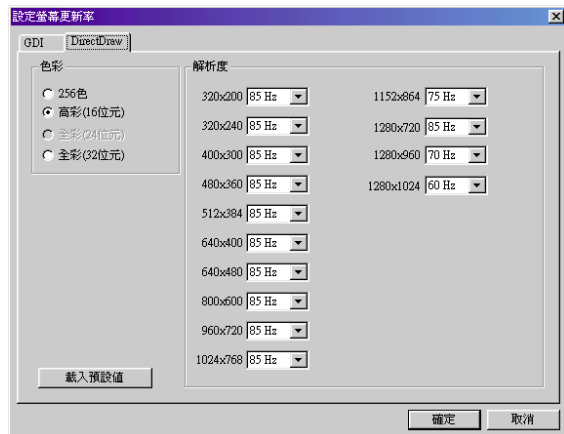 設定螢幕更新率
GDI
DirectDraw
色彩
256色
高彩(16位元)
全彩(24位元)
全彩(32位元)
解析度
320x200 85 Hz
320x240 85 Hz
400x300 85 Hz
480x360 85 Hz
512x384 85 Hz
640x400 85 Hz
640x480 85 Hz
800x600 85 Hz
960x720 85 Hz
1024x768 85 Hz
1152x864 75 Hz
1280x720 85 Hz
1280x960 70 Hz
1280x1024 60 Hz
載入預設值
確定
取消